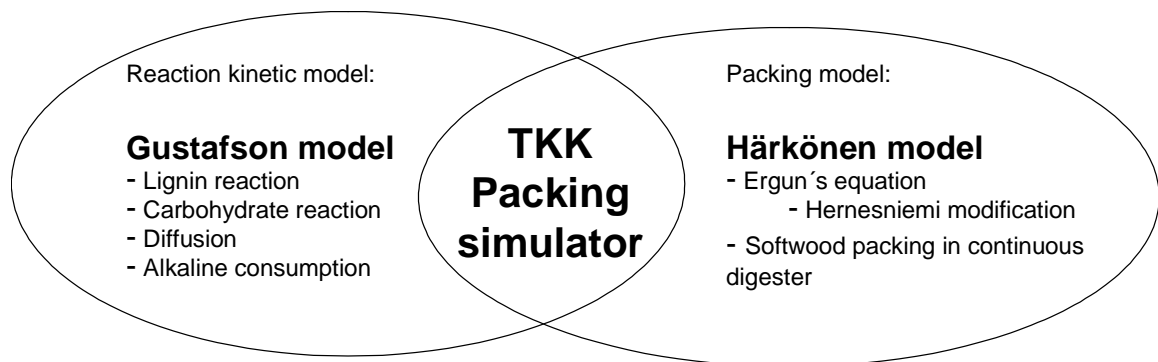 Reaction kinetic model:
Gustafson model
- Lignin reaction
- Carbohydrate reaction
- Diffusion
- Alkaline consumption
TKK
Packing
simulator
Packing model:
Härkönen model
- Ergun´s equation
- Hernesniemi modification
- Softwood packing in continuous
digester